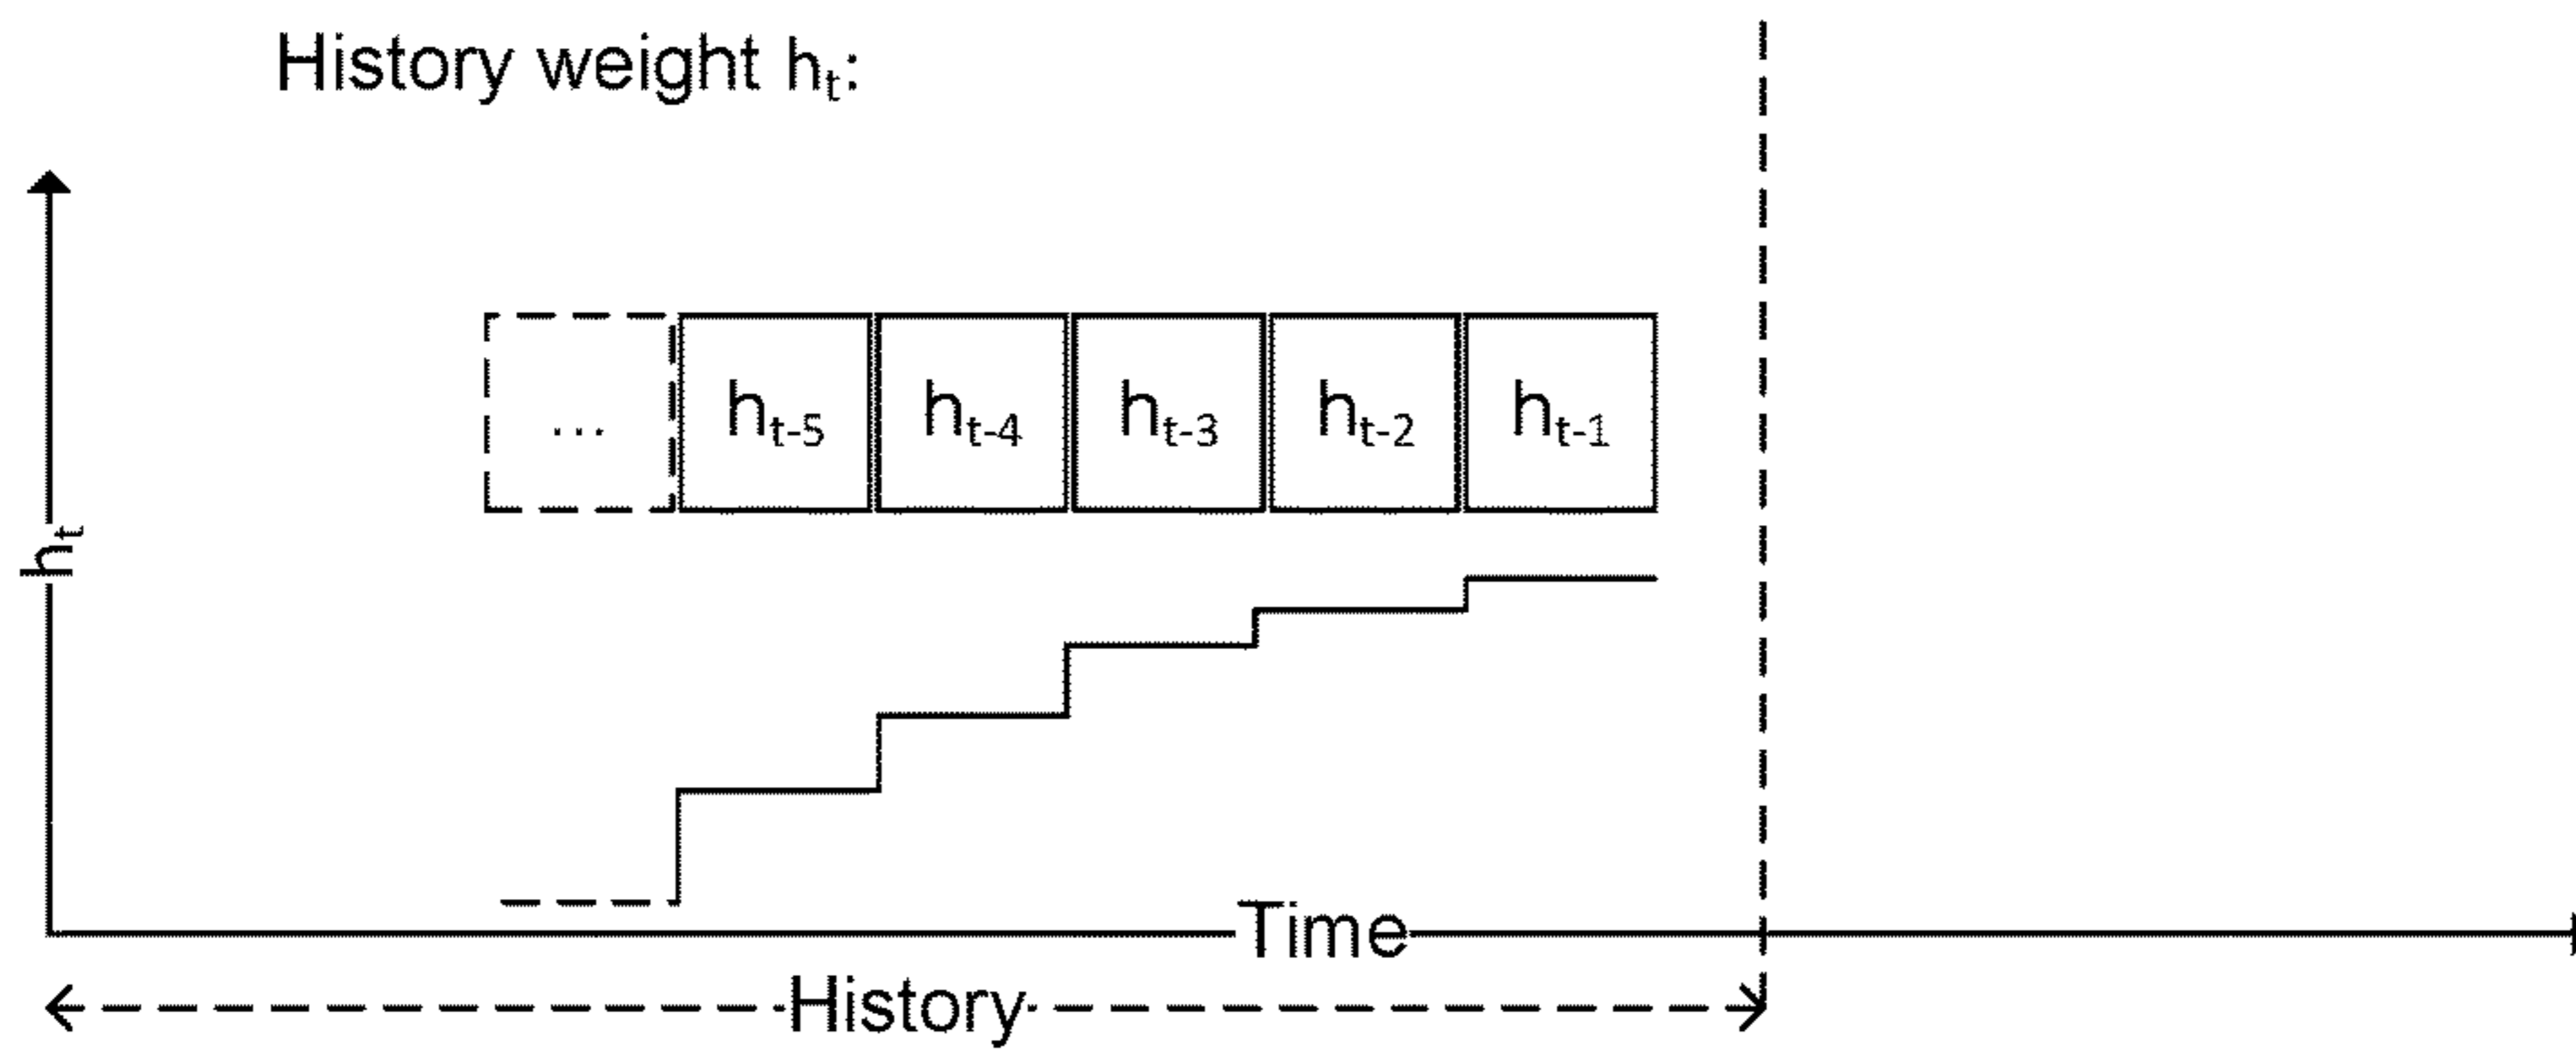 History weight hₜ:
... hₜ₋₅ hₜ₋₄ hₜ₋₃ hₜ₋₂ hₜ₋₁
hₜ
Time
History